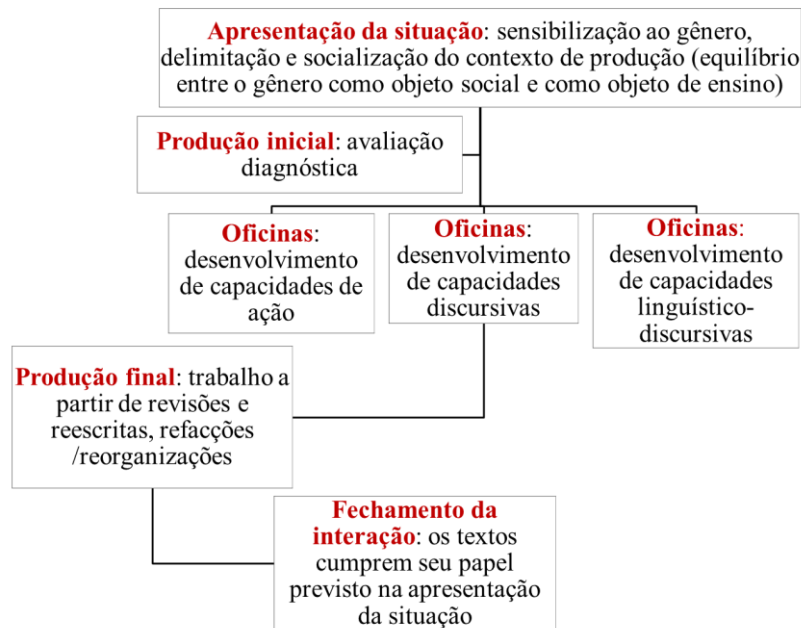 Apresentação da situação: sensibilização ao gênero,
delimitação e socialização do contexto de produção (equilíbrio
entre o gênero como objeto social e como objeto de ensino)
Produção inicial: avaliação
diagnóstica
Oficinas:
desenvolvimento
de capacidades de
ação
Oficinas:
desenvolvimento
de capacidades
discursivas
Oficinas:
desenvolvimento
de capacidades
linguístico-
discursivas
Produção final: trabalho a
partir de revisões e
reescritas, refacções
/reorganizações
Fechamento da
interação: os textos
cumprem seu papel
previsto na apresentação
da situação